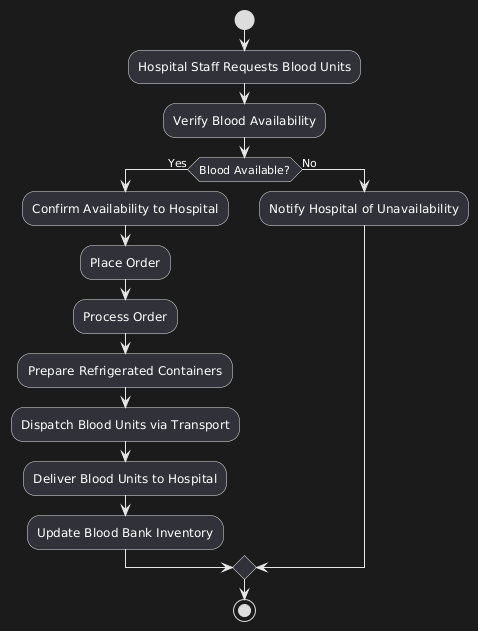 Hospital Staff Requests Blood Units
Verify Blood Availability
Yes
Blood Available?
No
Confirm Availability to Hospital
Notify Hospital of Unavailability
Place Order
Process Order
Prepare Refrigerated Containers
Dispatch Blood Units via Transport
Deliver Blood Units to Hospital
Update Blood Bank Inventory